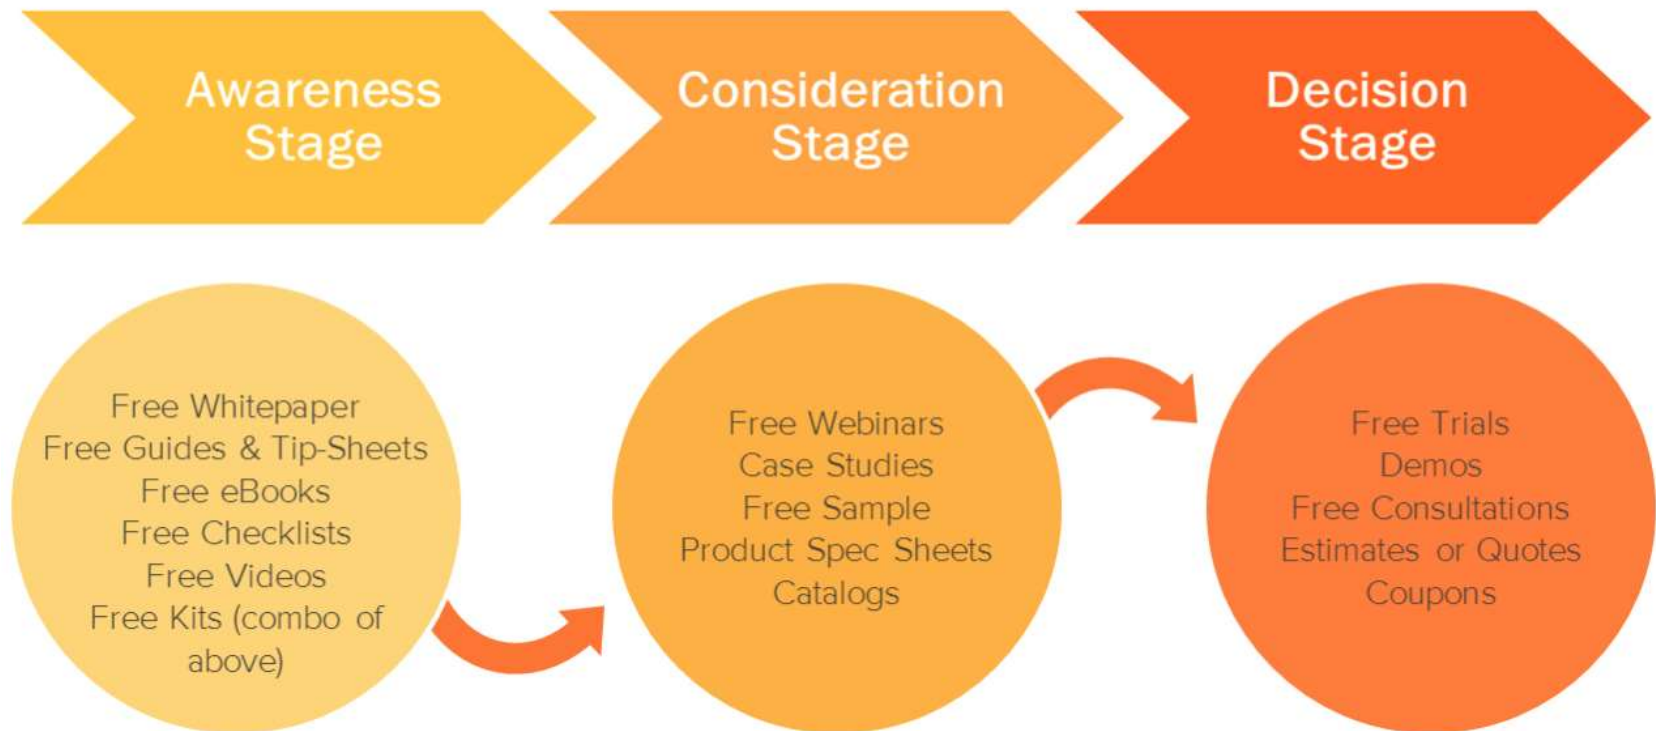 Awareness
Stage
Consideration
Stage
Decision
Stage
Free Whitepaper
Free Guides & Tip-Sheets
Free eBooks
Free Checklists
Free Videos
Free Kits (combo of
above)
Free Webinars
Case Studies
Free Sample
Product Spec Sheets
Catalogs
Free Trials
Demos
Free Consultations
Estimates or Quotes
Coupons